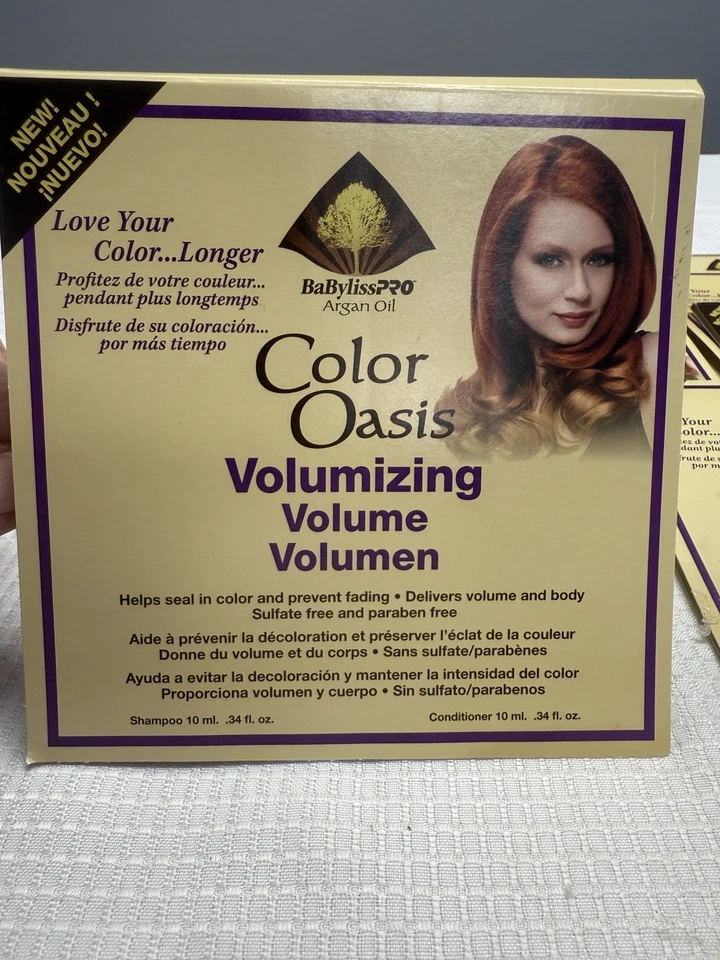 NEW!
NOUVEAU !
¡NUEVO!
Love Your
Color...Longer
Profitez de votre couleur...
pendant plus longtemps
Disfrute de su coloración...
por más tiempo
BaBylissPRO
Argan Oil
Color
Oasis
Volumizing
Volume
Volumen
Helps seal in color and prevent fading • Delivers volume and body
Sulfate free and paraben free
Aide à prévenir la décoloration et préserver l'éclat de la couleur
Donne du volume et du corps • Sans sulfate/parabènes
Ayuda a evitar la decoloración y mantener la intensidad del color
Proporciona volumen y cuerpo • Sin sulfato/parabenos
Shampoo 10 ml. .34 fl. oz.
Conditioner 10 ml. .34 fl. oz.
Your
olor...